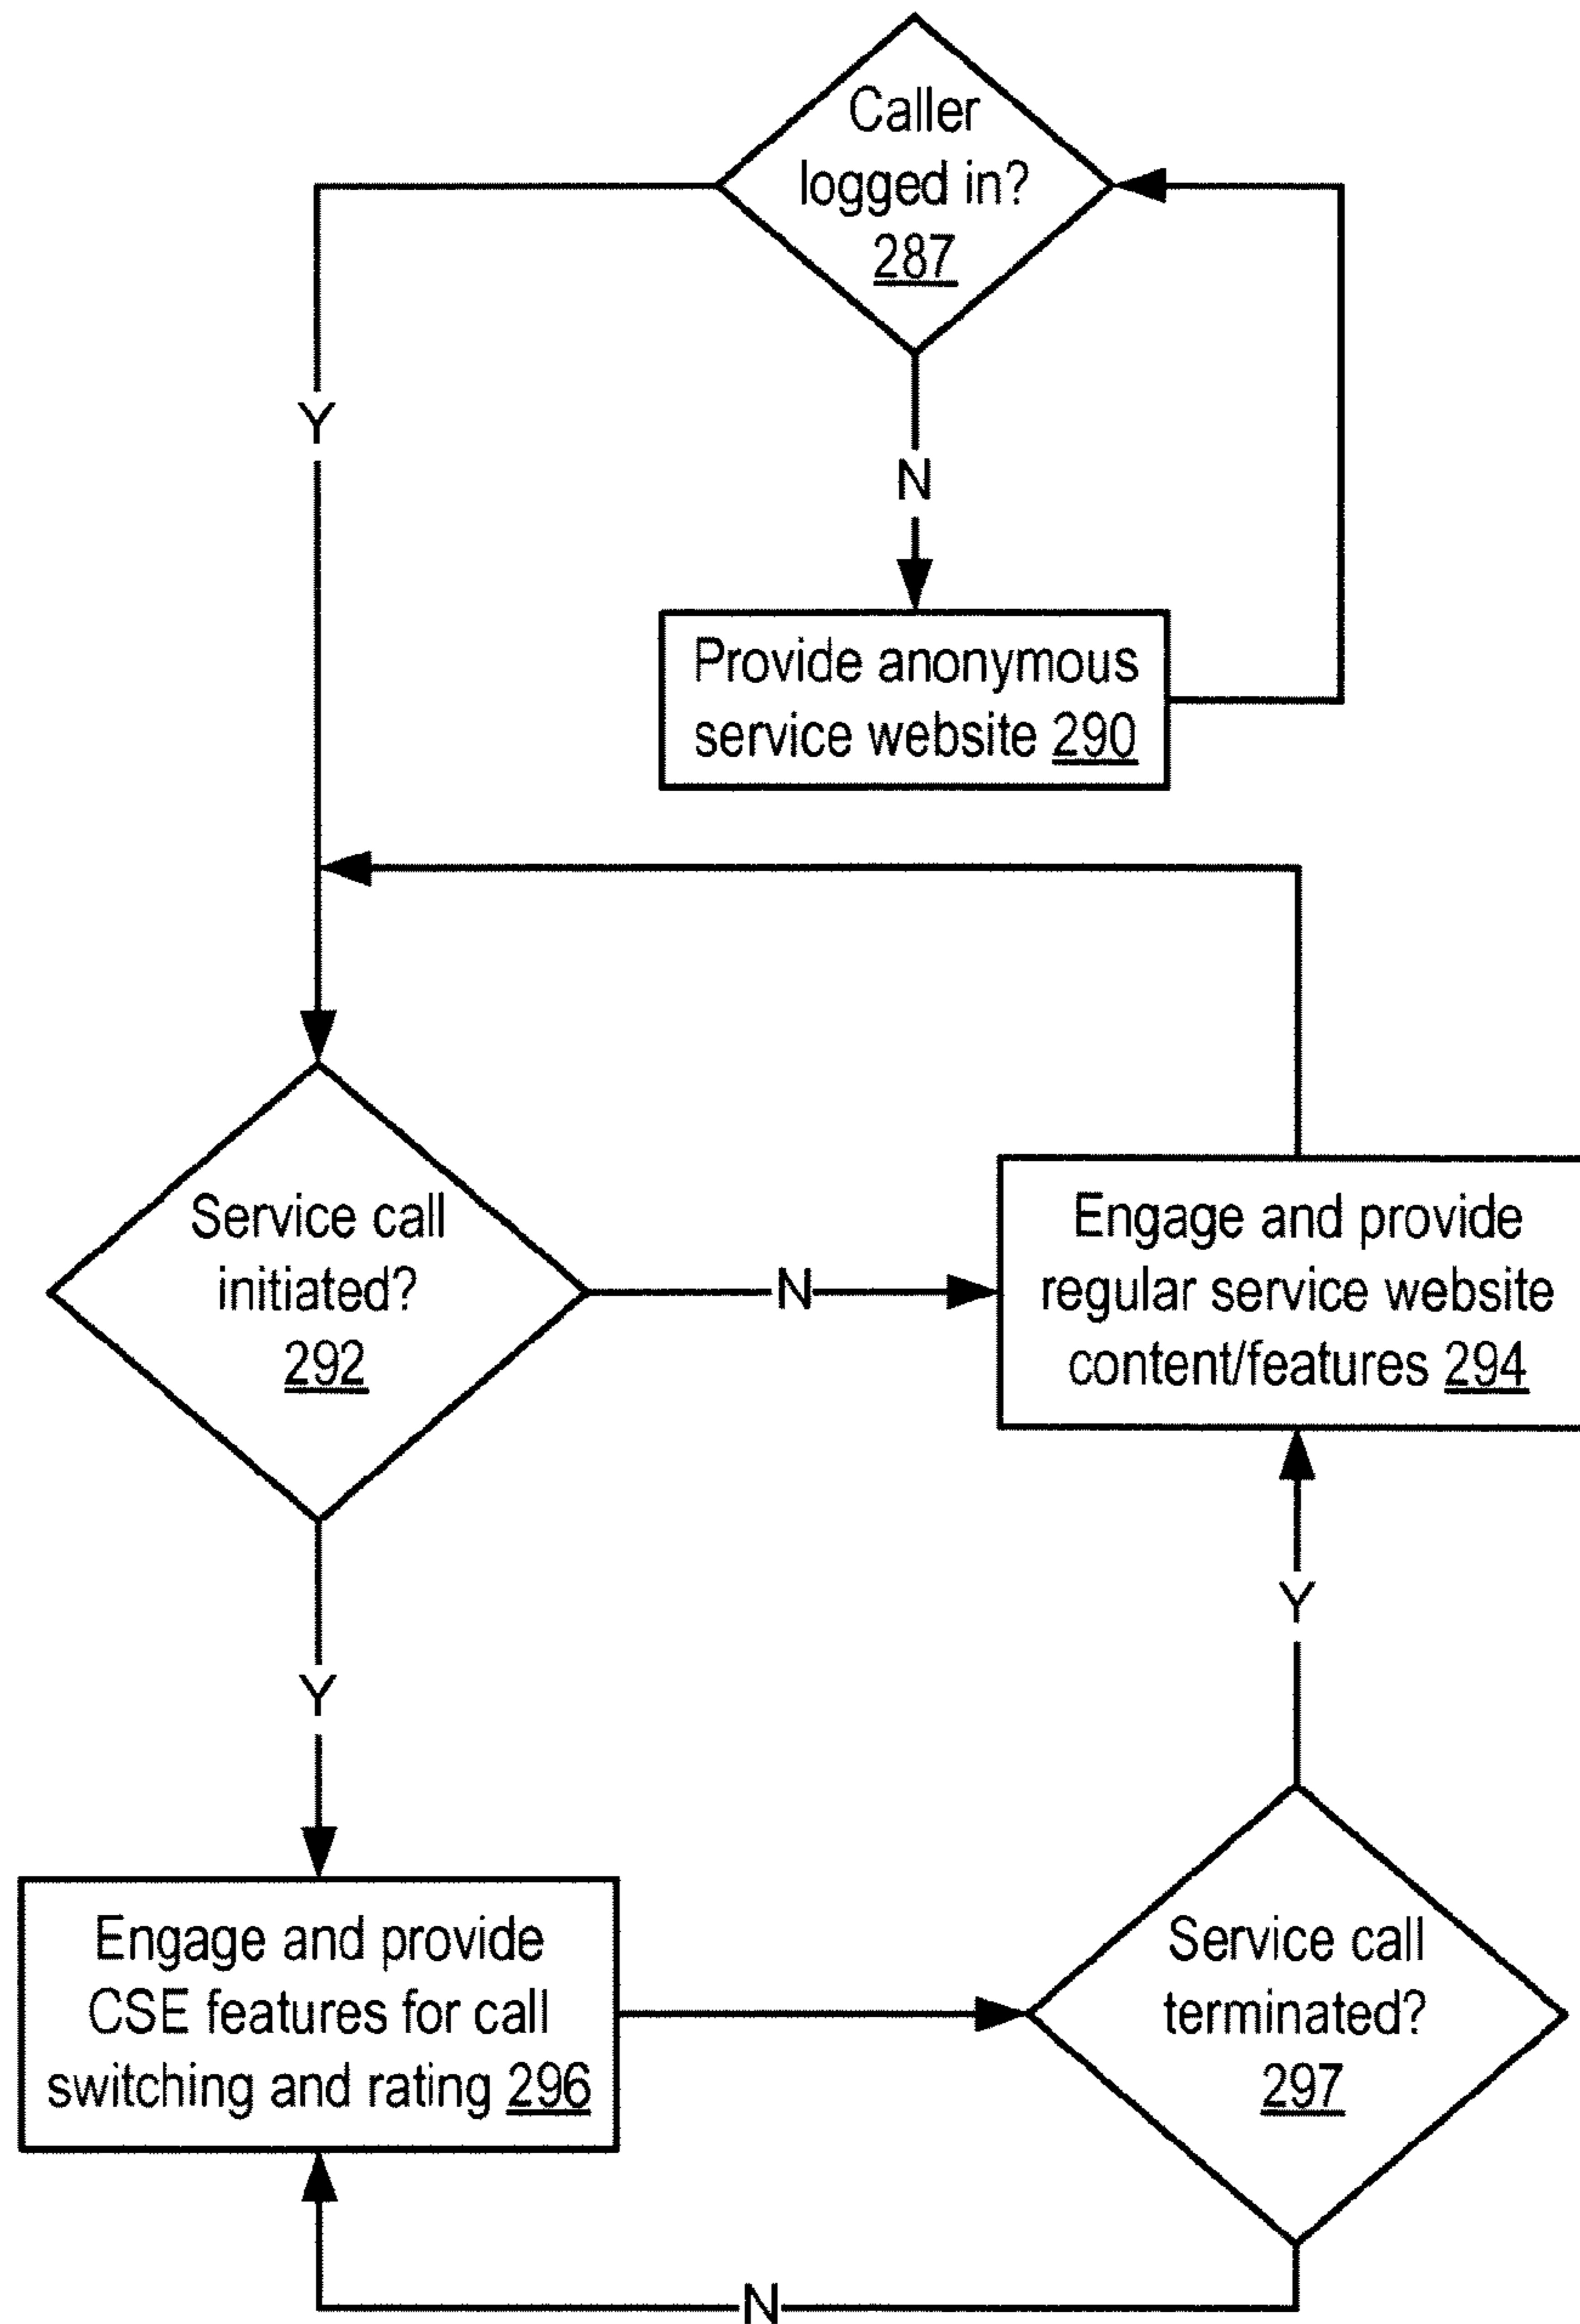 Caller
logged in?
287
Y
N
Provide anonymous
service website 290
Service call
initiated?
292
N
Engage and provide
regular service website
content/features 294
Y
Y
Engage and provide
CSE features for call
switching and rating 296
Service call
terminated?
297
N